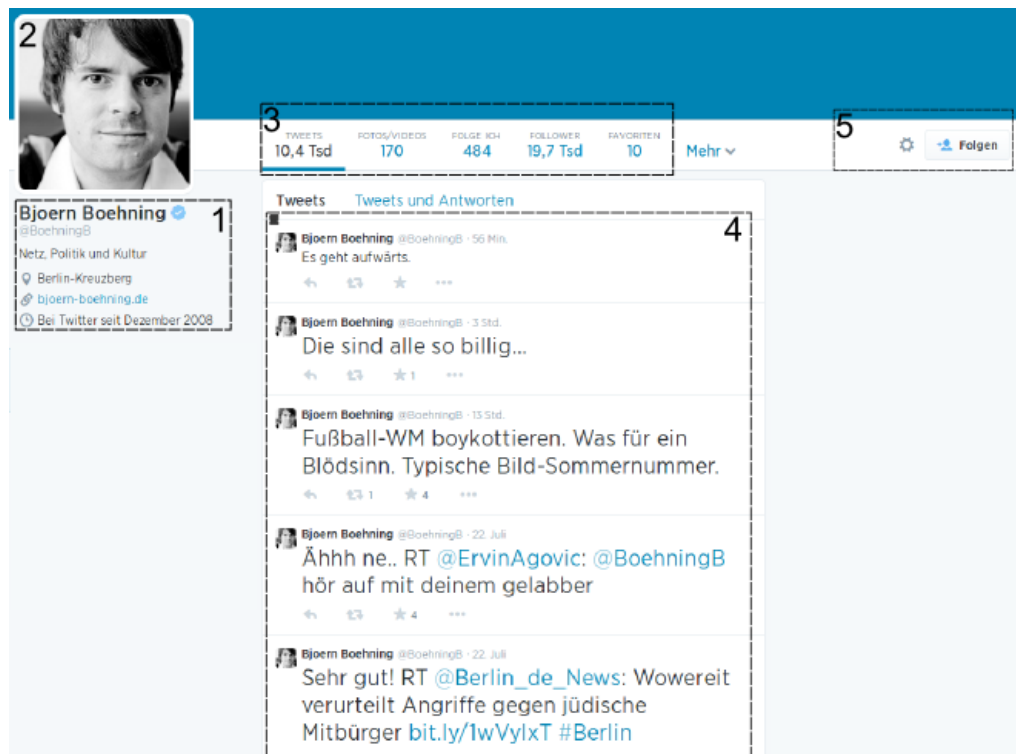 2
3
TWEETS FOTOS/VIDEOS FOLGE ICH FOLLOWER FAVORITEN
10,4 Tsd 170 484 19,7 Tsd 10 Mehr
5
Folgen
Bjoern Boehning
1
@BoehningB
Netz, Politik und Kultur
Berlin-Kreuzberg
bjoern-boehning.de
Bei Twitter seit Dezember 2008
Tweets Tweets und Antworten
4
Bjoern Boehning @BoehningB · 56 Min.
Es geht aufwärts.
Bjoern Boehning @BoehningB · 3 Std.
Die sind alle so billig...
1
Bjoern Boehning @BoehningB · 13 Std.
Fußball-WM boykottieren. Was für ein
Blödsinn. Typische Bild-Sommernummer.
1 4
Bjoern Boehning @BoehningB · 22. Juli
Ähhh ne.. RT @ErvinAgovic: @BoehningB
hör auf mit deinem gelabber
4
Bjoern Boehning @BoehningB · 22. Juli
Sehr gut! RT @Berlin_de_News: Wowereit
verurteilt Angriffe gegen jüdische
Mitbürger bit.ly/1wVylxT #Berlin